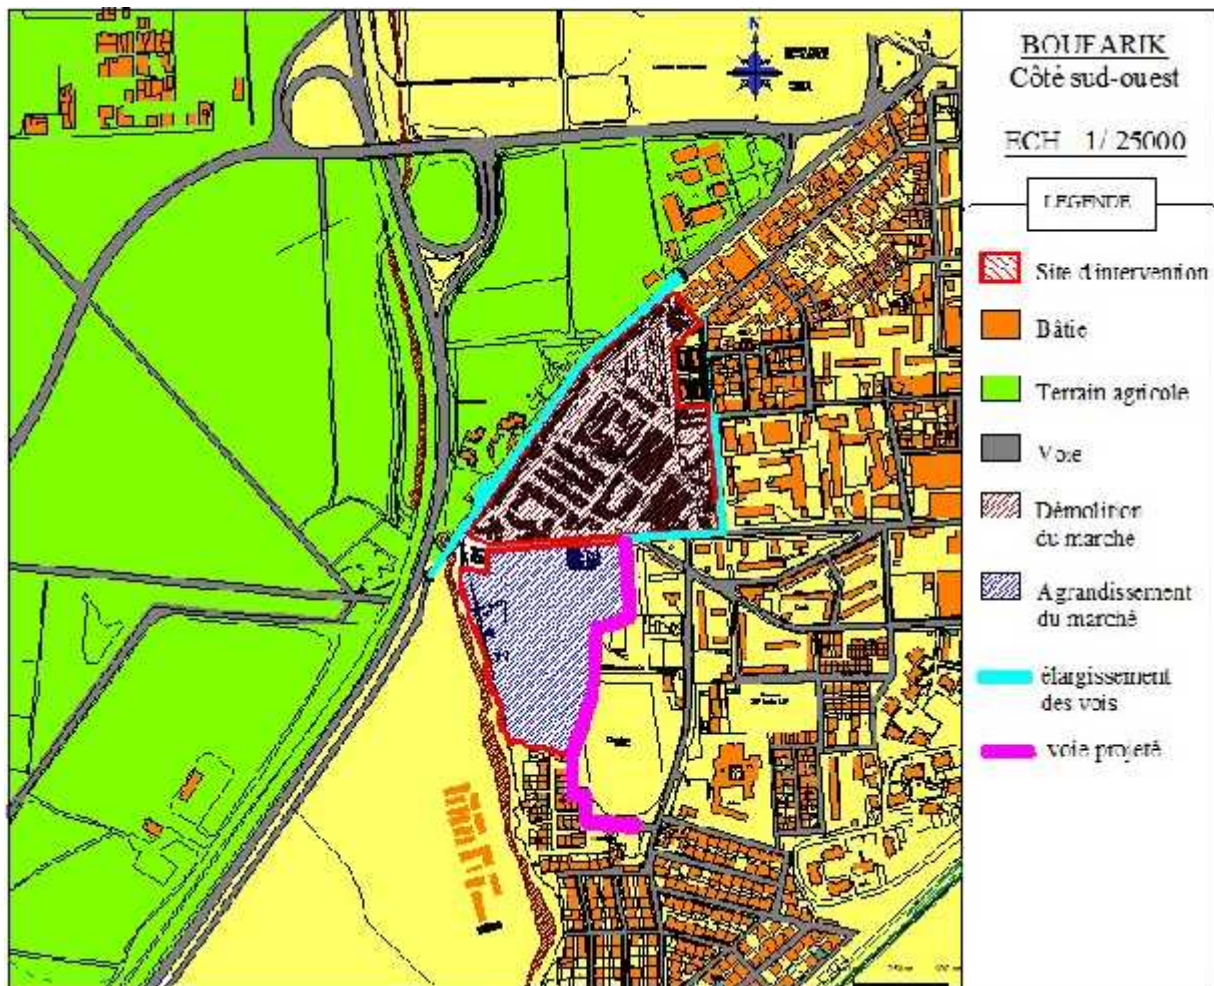 BOUFARIK
Côté sud-ouest
ECH 1/ 25000
LEGENDE
Site d'intervention
Bâtie
Terrain agricole
Voie
Démolition
du marché
Agrandissement
du marché
élargissement
des vois
voie projeté
N